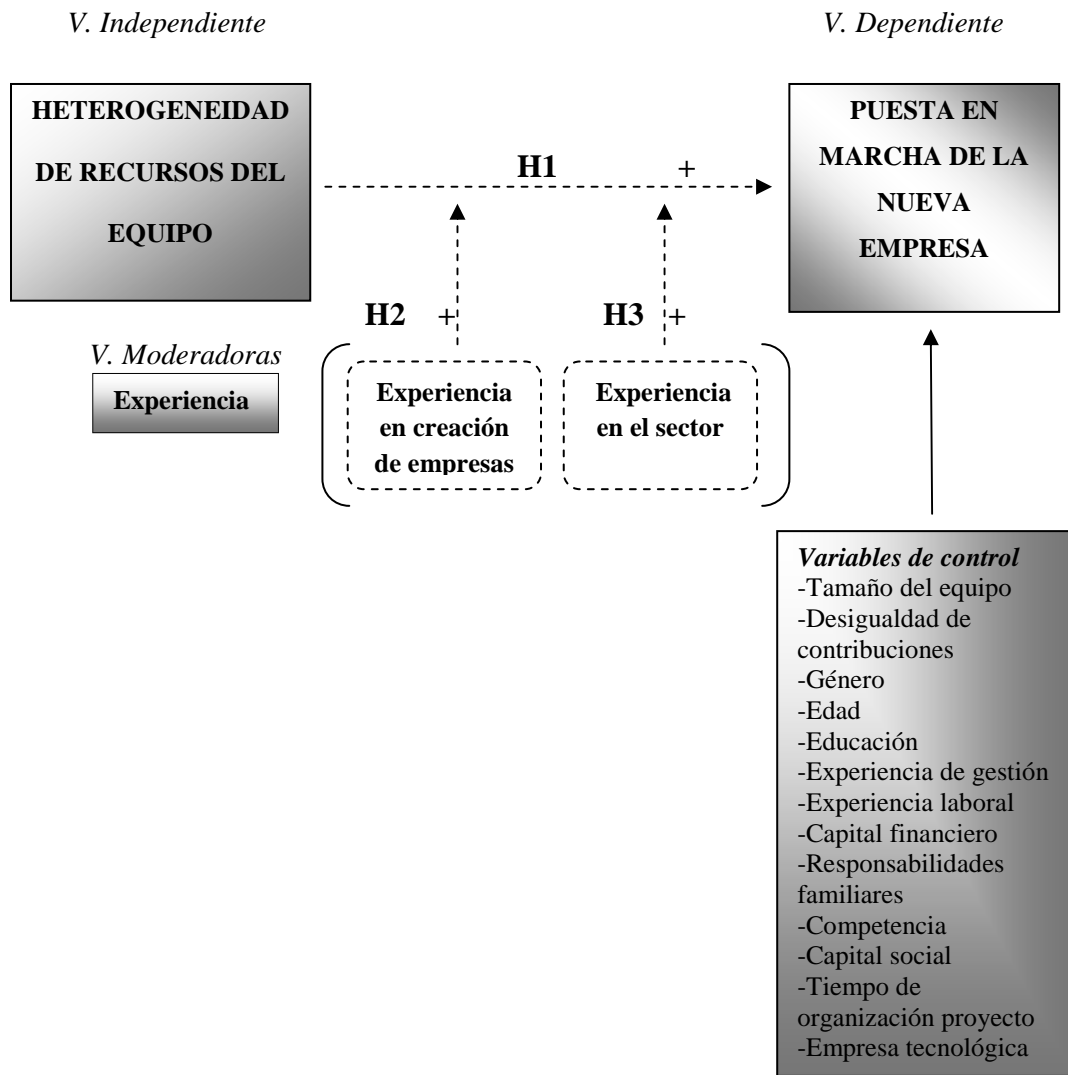 V. Independiente
V. Dependiente
HETEROGENEIDAD
DE RECURSOS DEL
EQUIPO
H1 +
PUESTA EN
MARCHA DE LA
NUEVA
EMPRESA
H2 +
H3 +
V. Moderadoras
Experiencia
Experiencia
en creación
de empresas
Experiencia
en el sector
Variables de control
-Tamaño del equipo
-Desigualdad de
contribuciones
-Género
-Edad
-Educación
-Experiencia de gestión
-Experiencia laboral
-Capital financiero
-Responsabilidades
familiares
-Competencia
-Capital social
-Tiempo de
organización proyecto
-Empresa tecnológica